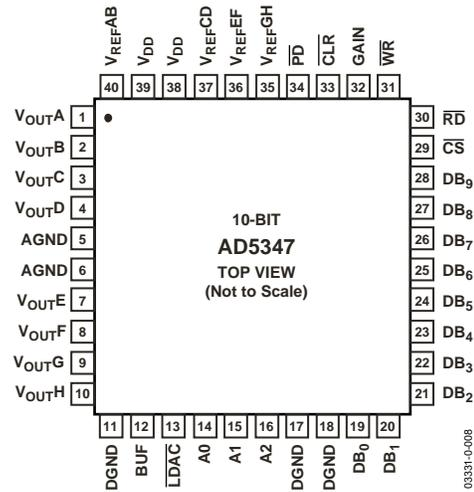 VREFAB
VDD
VDD
VREFCD
VREFEF
VREFGH
PD
CLR
GAIN
WR
40 39 38 37 36 35 34 33 32 31
VOUTA 1
VOUTB 2
VOUTC 3
VOUTD 4
AGND 5
AGND 6
VOUTE 7
VOUTF 8
VOUTG 9
VOUTH 10
10-BIT
AD5347
TOP VIEW
(Not to Scale)
30 RD
29 CS
28 DB9
27 DB8
26 DB7
25 DB6
24 DB5
23 DB4
22 DB3
21 DB2
11 12 13 14 15 16 17 18 19 20
DGND
BUF
LDAC
A0
A1
A2
DGND
DGND
DB0
DB1
03331-0-008